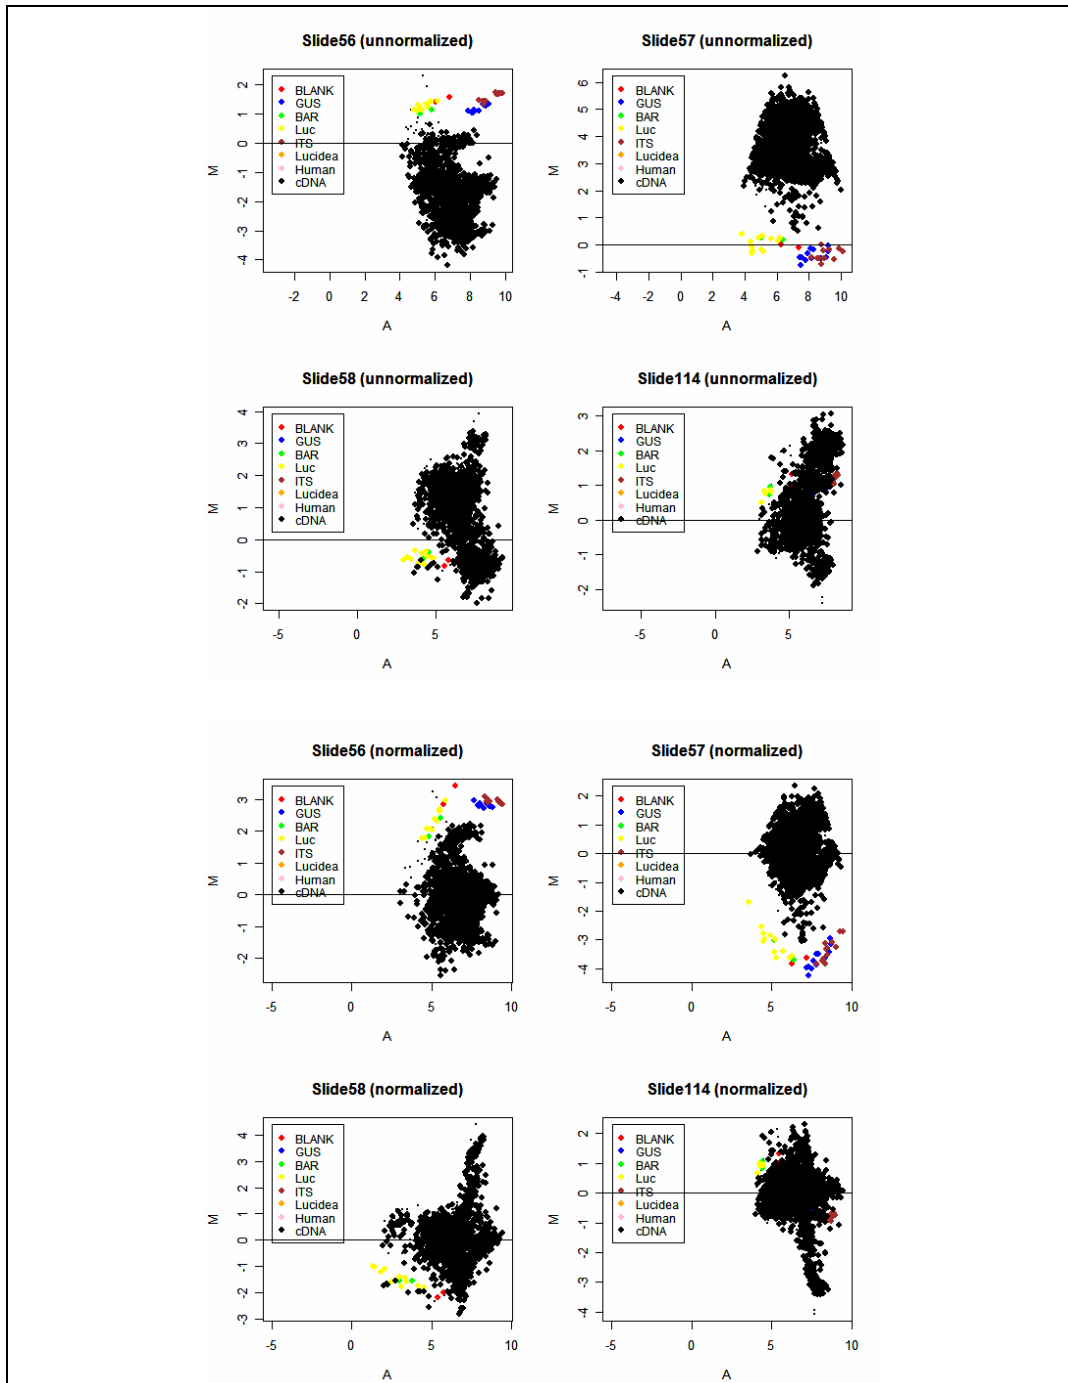 Slide56 (unnormalized)
M
2
1
0
-1
-2
-3
-4
BLANK
GUS
BAR
Luc
ITS
Lucidea
Human
cDNA
-2 -2 0 2 4 6 8 10
A
Slide57 (unnormalized)
M
6
5
4
3
2
1
0
-1
BLANK
GUS
BAR
Luc
ITS
Lucidea
Human
cDNA
-4 -2 0 2 4 6 8 10
A
Slide58 (unnormalized)
M
4
3
2
1
0
-1
-2
BLANK
GUS
BAR
Luc
ITS
Lucidea
Human
cDNA
-5 0 5
A
Slide114 (unnormalized)
M
3
2
1
0
-1
-2
BLANK
GUS
BAR
Luc
ITS
Lucidea
Human
cDNA
-5 0 5
A
Slide56 (normalized)
M
3
2
1
0
-1
-2
BLANK
GUS
BAR
Luc
ITS
Lucidea
Human
cDNA
-5 0 5 10
A
Slide57 (normalized)
M
2
1
0
-1
-2
-3
-4
BLANK
GUS
BAR
Luc
ITS
Lucidea
Human
cDNA
-5 0 5 10
A
Slide58 (normalized)
M
4
3
2
1
0
-1
-2
-3
BLANK
GUS
BAR
Luc
ITS
Lucidea
Human
cDNA
-5 0 5 10
A
Slide114 (normalized)
M
2
1
0
-1
-2
-3
-4
BLANK
GUS
BAR
Luc
ITS
Lucidea
Human
cDNA
-5 0 5 10
A